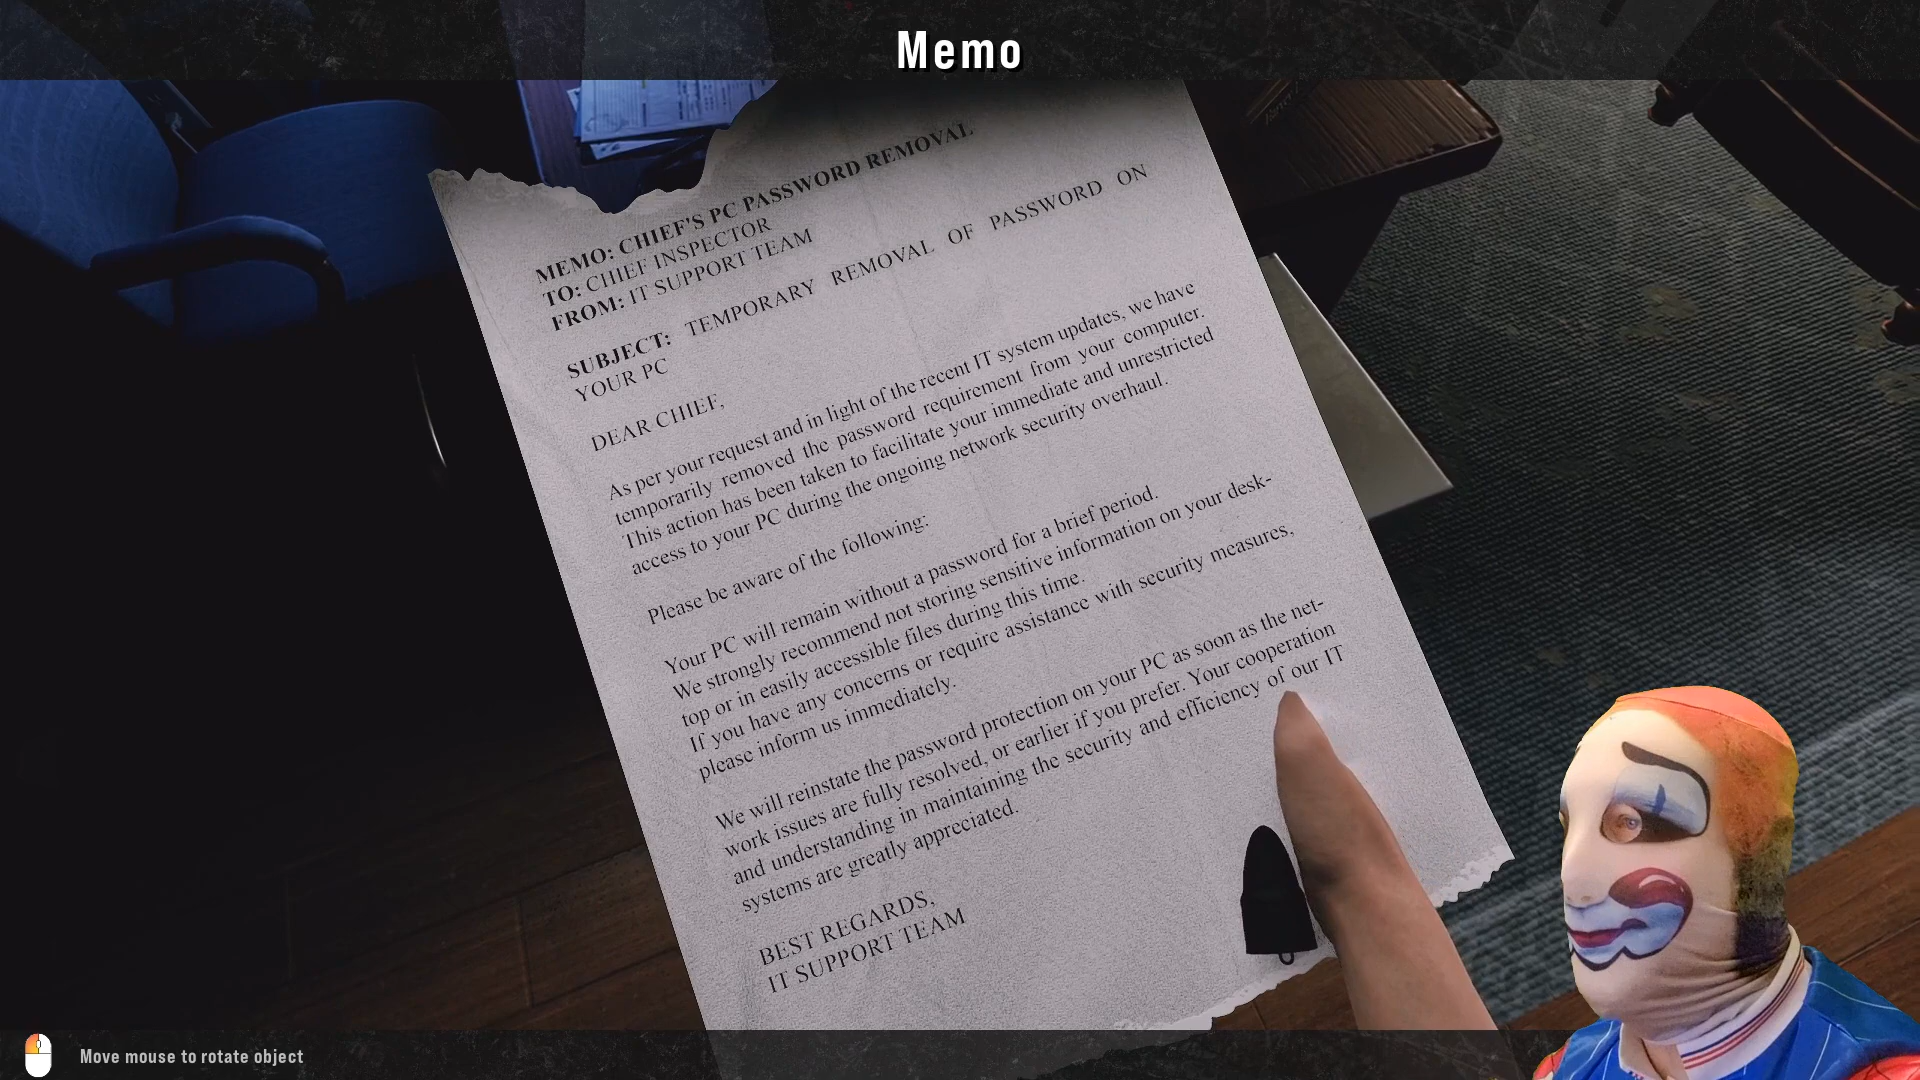 Memo
MEMO: CHIEF'S PC PASSWORD REMOVAL
TO: CHIEF INSPECTOR
FROM: IT SUPPORT TEAM
SUBJECT: TEMPORARY REMOVAL OF PASSWORD ON
YOUR PC
DEAR CHIEF,
As per your request and in light of the recent IT system updates, we have
temporarily removed the password requirement from your computer.
This action has been taken to facilitate your immediate and unrestricted
access to your PC during the ongoing network security overhaul.
Please be aware of the following:
Your PC will remain without a password for a brief period.
We strongly recommend not storing sensitive information on your desk-
top or in easily accessible files during this time.
If you have any concerns or require assistance with security measures,
please inform us immediately.
We will reinstate the password protection on your PC as soon as the net-
work issues are fully resolved, or earlier if you prefer. Your cooperation
and understanding in maintaining the security and efficiency of our IT
systems are greatly appreciated.
BEST REGARDS,
IT SUPPORT TEAM
Move mouse to rotate object